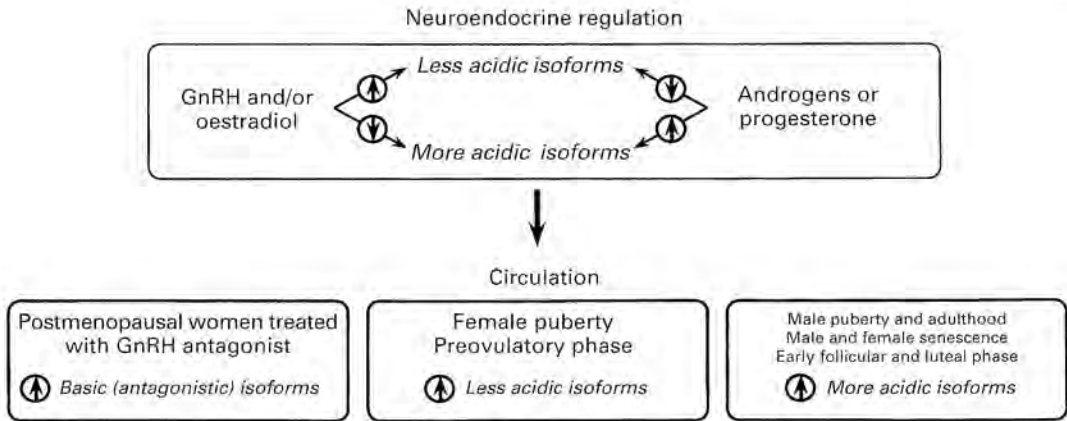 Neuroendocrine regulation
GnRH and/or
oestradiol
Less acidic isoforms
More acidic isoforms
Androgens or
progesterone
Circulation
Postmenopausal women treated
with GnRH antagonist
Basic (antagonistic) isoforms
Female puberty
Preovulatory phase
Less acidic isoforms
Male puberty and adulthood
Male and female senescence
Early follicular and luteal phase
More acidic isoforms